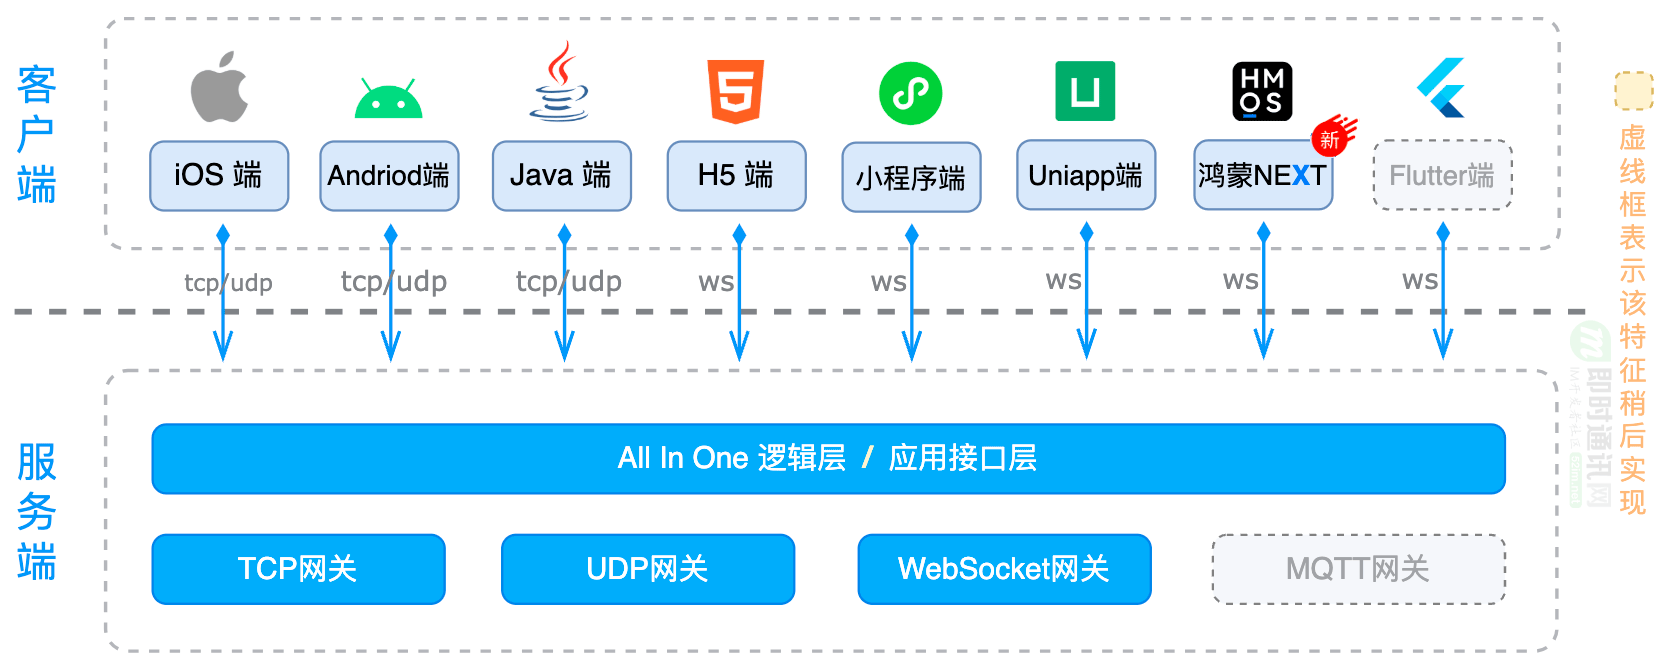 客户端
HM
OS
新
iOS 端
Andriod端
Java 端
H5 端
小程序端
Uniapp端
鸿蒙NEXT
Flutter端
tcp/udp
tcp/udp
tcp/udp
ws
ws
ws
ws
ws
虚线框表示该特征稍后实现
服务端
All In One 逻辑层 / 应用接口层
TCP网关
UDP网关
WebSocket网关
MQTT网关
即时通讯网